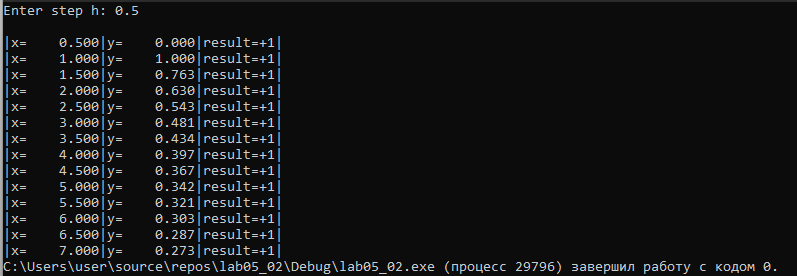 Enter step h: 0.5
|x=    0.500|y=    0.000|result=+1|
|x=    1.000|y=    1.000|result=+1|
|x=    1.500|y=    0.763|result=+1|
|x=    2.000|y=    0.630|result=+1|
|x=    2.500|y=    0.543|result=+1|
|x=    3.000|y=    0.481|result=+1|
|x=    3.500|y=    0.434|result=+1|
|x=    4.000|y=    0.397|result=+1|
|x=    4.500|y=    0.367|result=+1|
|x=    5.000|y=    0.342|result=+1|
|x=    5.500|y=    0.321|result=+1|
|x=    6.000|y=    0.303|result=+1|
|x=    6.500|y=    0.287|result=+1|
|x=    7.000|y=    0.273|result=+1|
C:\Users\user\source\repos\lab05_02\Debug\lab05_02.exe (процесс 29796) завершил работу с кодом 0.